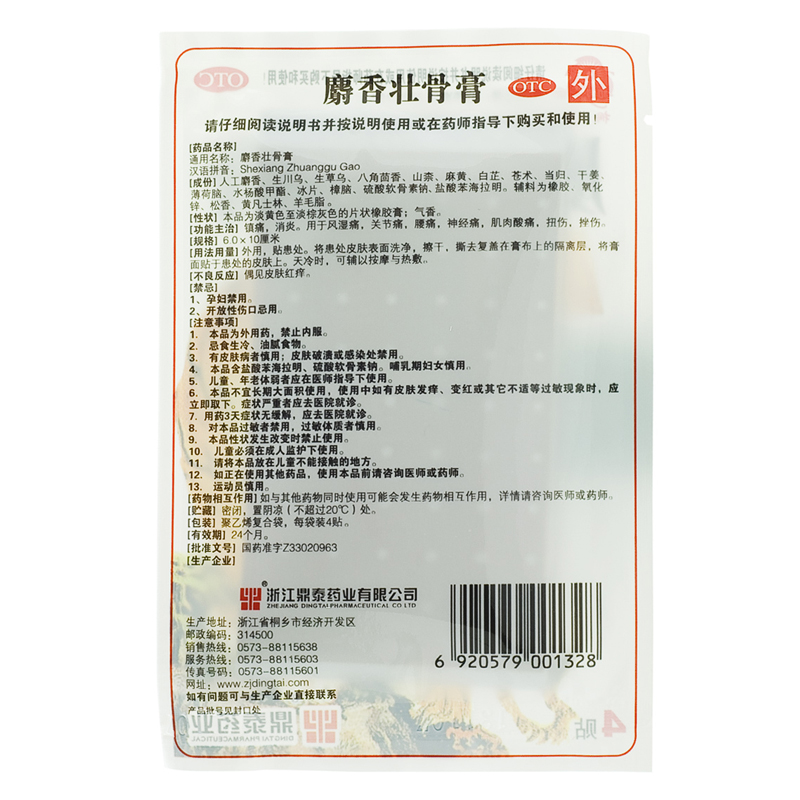 麝香壮骨膏 OTC 外
请仔细阅读说明书并按说明使用或在药师指导下购买和使用!
[药品名称]
通用名称：麝香壮骨膏
汉语拼音：Shexiang Zhuanggu Gao
[成份] 人工麝香、生川乌、生草乌、八角茴香、山柰、麻黄、白芷、苍术、当归、干姜、
薄荷脑、水杨酸甲酯、冰片、樟脑、硫酸软骨素钠、盐酸苯海拉明。辅料为橡胶、氧化
锌、松香、黄凡士林、羊毛脂。
[性状] 本品为淡黄色至淡棕灰色的片状橡胶膏；气香。
[功能主治] 镇痛，消炎。用于风湿痛，关节痛，腰痛，神经痛，肌肉酸痛，扭伤，挫伤。
[规格] 6.0×10厘米
[用法用量] 外用，贴患处。将患处皮肤表面洗净，擦干，撕去复盖在膏布上的隔离层，将膏
面贴于患处的皮肤上。天冷时，可辅以按摩与热敷。
[不良反应] 偶见皮肤红痒。
[禁忌]
1、孕妇禁用。
2、开放性伤口忌用。
[注意事项]
1. 本品为外用药，禁止内服。
2. 忌食生冷、油腻食物。
3. 有皮肤病者慎用；皮肤破溃或感染处禁用。
4. 本品含盐酸苯海拉明、硫酸软骨素钠。哺乳期妇女慎用。
5. 儿童、年老体弱者应在医师指导下使用。
6. 本品不宜长期大面积使用，使用中如有皮肤发痒、变红或其它不适等过敏现象时，应
立即取下。症状严重者应去医院就诊。
7. 用药3天症状无缓解，应去医院就诊。
8. 对本品过敏者禁用，过敏体质者慎用。
9. 本品性状发生改变时禁止使用。
10. 儿童必须在成人监护下使用。
11. 请将本品放在儿童不能接触的地方。
12. 如正在使用其他药品，使用本品前请咨询医师或药师。
13. 运动员慎用。
[药物相互作用] 如与其他药物同时使用可能会发生药物相互作用，详情请咨询医师或药师。
[贮藏] 密闭，置阴凉（不超过20℃）处。
[包装] 聚乙烯复合袋，每袋装4贴。
[有效期] 24个月。
[批准文号] 国药准字Z33020963
[生产企业]
® 浙江鼎泰药业有限公司
ZHEJIANG DINGTAI PHARMACEUTICAL CO LTD
生产地址：浙江省桐乡市经济开发区
邮政编码：314500
销售热线：0573-88115638
服务热线：0573-88115603
传真号码：0573-88115601
网址：www.zjdingtai.com
如有问题可与生产企业直接联系
产品批号见封口处
6 920579 001328